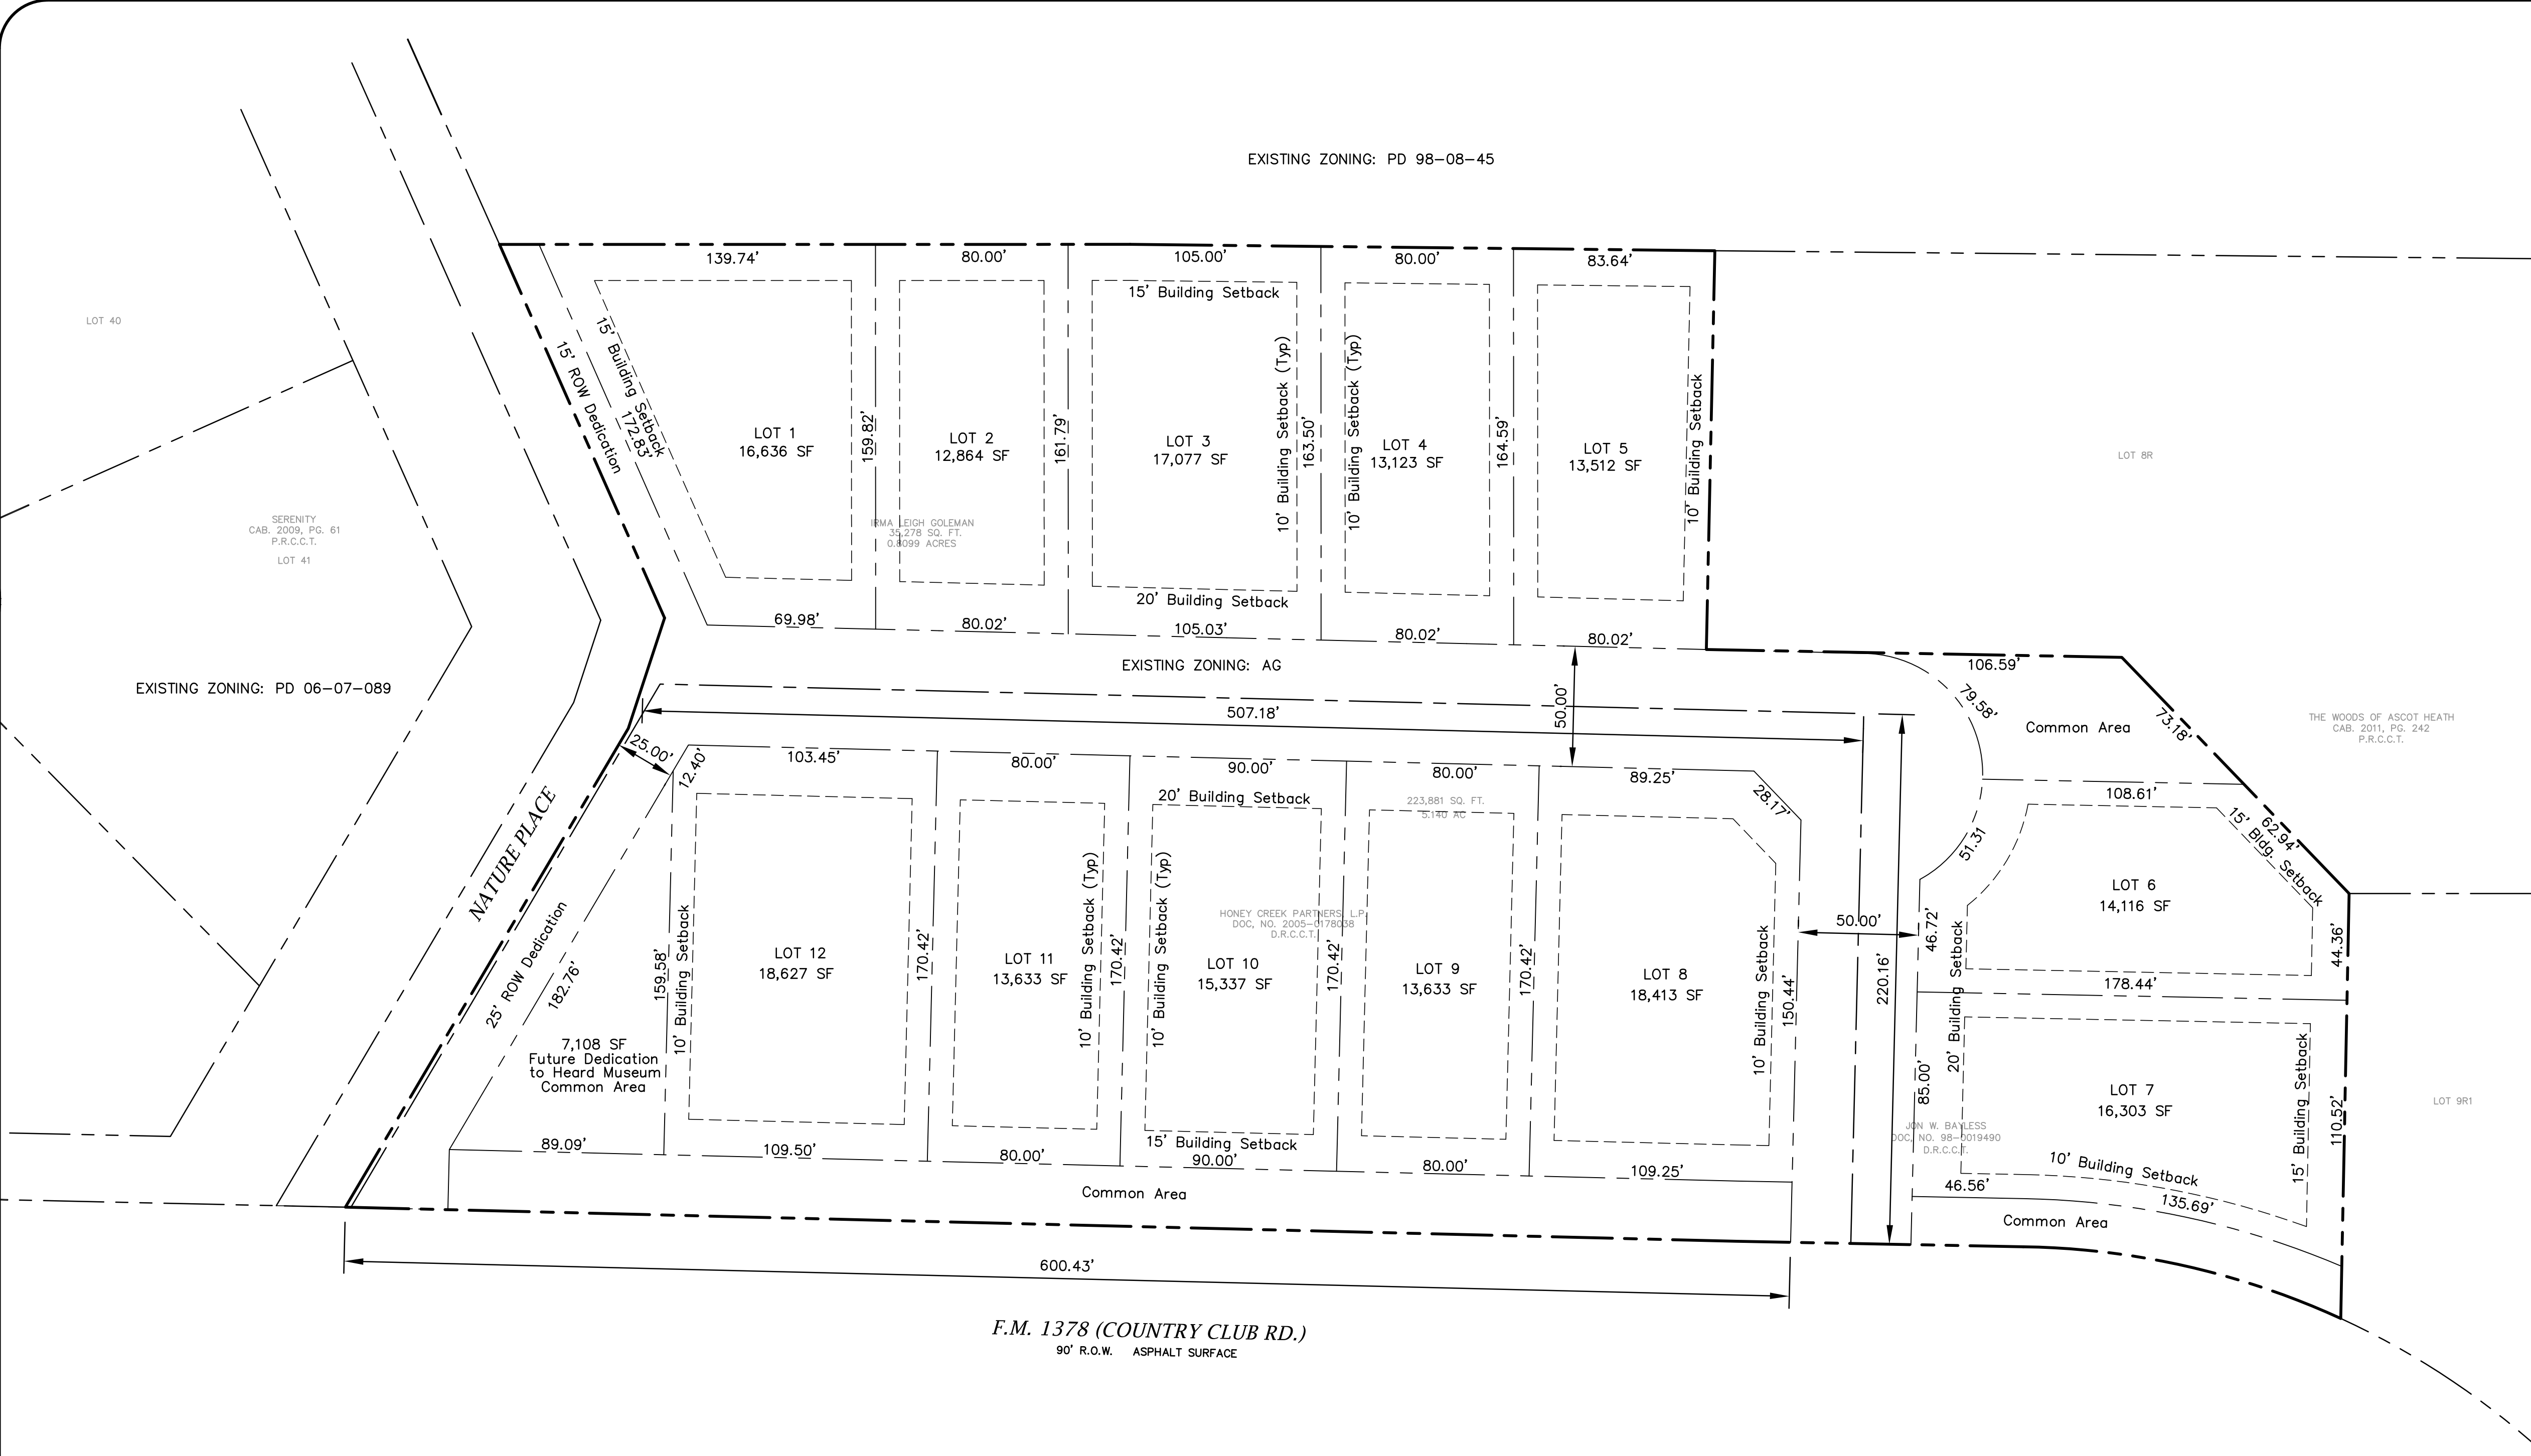 EXISTING ZONING: PD 98-08-45
139.74'
80.00'
105.00'
80.00'
83.64'
15' Building Setback
LOT 40
15' Building Setback
15' ROW Dedication
172.83'
LOT 1
16,636 SF
159.82'
LOT 2
12,864 SF
161.79'
LOT 3
17,077 SF
10' Building Setback (Typ)
163.50'
10' Building Setback (Typ)
LOT 4
13,123 SF
164.59'
LOT 5
13,512 SF
10' Building Setback
LOT 8R
SERENITY
CAB. 2009, PG. 61
P.R.C.C.T.
LOT 41
IRMA LEIGH GOLEMAN
35,278 SQ. FT.
0.8099 ACRES
20' Building Setback
69.98'
80.02'
105.03'
80.02'
80.02'
EXISTING ZONING: AG
EXISTING ZONING: PD 06-07-089
106.59'
79.58'
Common Area
73.18'
THE WOODS OF ASCOT HEATH
CAB. 2011, PG. 242
P.R.C.C.T.
507.18'
50.00'
25.00'
12.40'
103.45'
80.00'
90.00'
80.00'
89.25'
28.17'
20' Building Setback
223,881 SQ. FT.
5.140 AC
108.61'
51.31
62.94'
15' Bldg. Setback
NATURE PLACE
25' ROW Dedication
182.76'
159.58'
10' Building Setback
LOT 12
18,627 SF
170.42'
LOT 11
13,633 SF
10' Building Setback (Typ)
170.42'
10' Building Setback (Typ)
HONEY CREEK PARTNERS, L.P.
DOC, NO. 2005-0178038
D.R.C.C.T.
LOT 10
15,337 SF
170.42'
LOT 9
13,633 SF
170.42'
LOT 8
18,413 SF
10' Building Setback
150.44'
50.00'
220.16'
46.72'
20' Building Setback
LOT 6
14,116 SF
44.36'
178.44'
85.00'
LOT 7
16,303 SF
15' Building Setback
110.52'
LOT 9R1
JON W. BAYLESS
DOC, NO. 98-0019490
D.R.C.C.T.
7,108 SF
Future Dedication
to Heard Museum
Common Area
89.09'
109.50'
80.00'
15' Building Setback
90.00'
80.00'
109.25'
10' Building Setback
46.56'
135.69'
Common Area
Common Area
600.43'
F.M. 1378 (COUNTRY CLUB RD.)
90' R.O.W. ASPHALT SURFACE